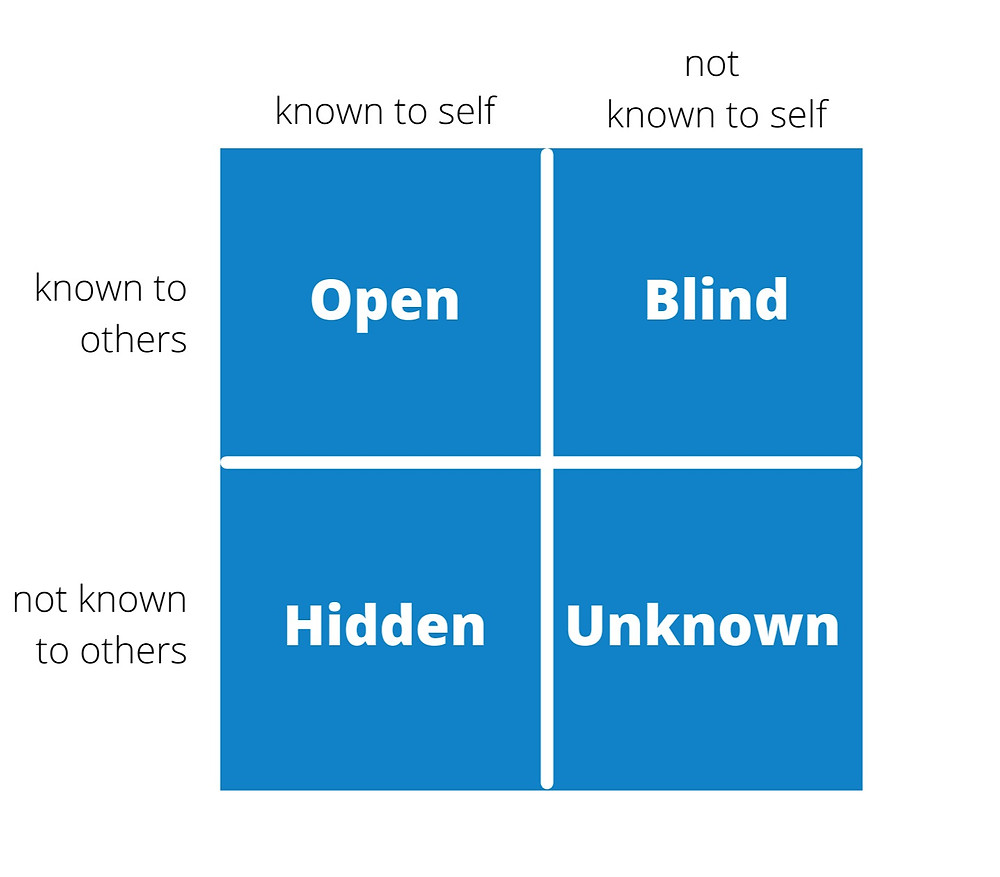 not
known to self
known to self
known to
others
Open
Blind
not known
to others
Hidden
Unknown